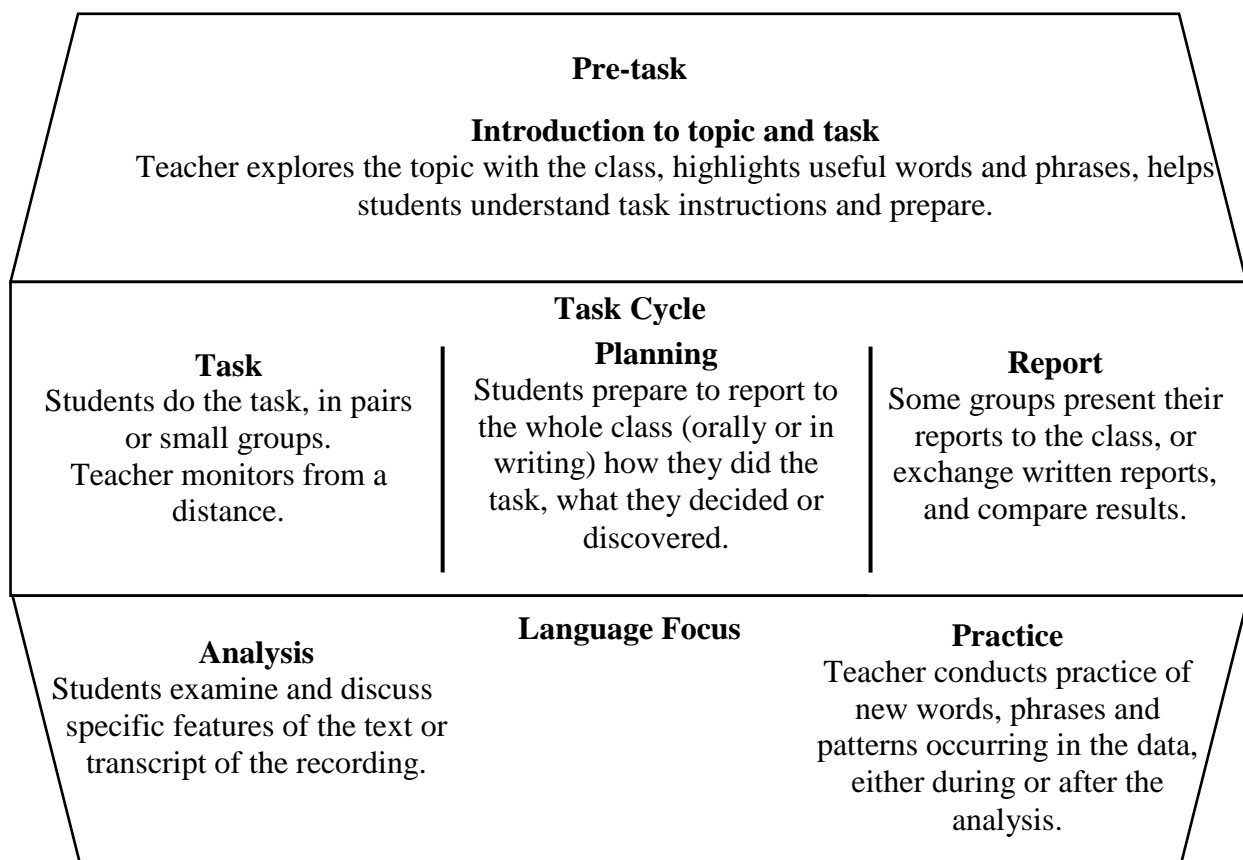 Pre-task
Introduction to topic and task
Teacher explores the topic with the class, highlights useful words and phrases, helps
students understand task instructions and prepare.
Task Cycle
Task
Students do the task, in pairs
or small groups.
Teacher monitors from a
distance.
Planning
Students prepare to report to
the whole class (orally or in
writing) how they did the
task, what they decided or
discovered.
Report
Some groups present their
reports to the class, or
exchange written reports,
and compare results.
Language Focus
Analysis
Students examine and discuss
specific features of the text or
transcript of the recording.
Practice
Teacher conducts practice of
new words, phrases and
patterns occurring in the data,
either during or after the
analysis.